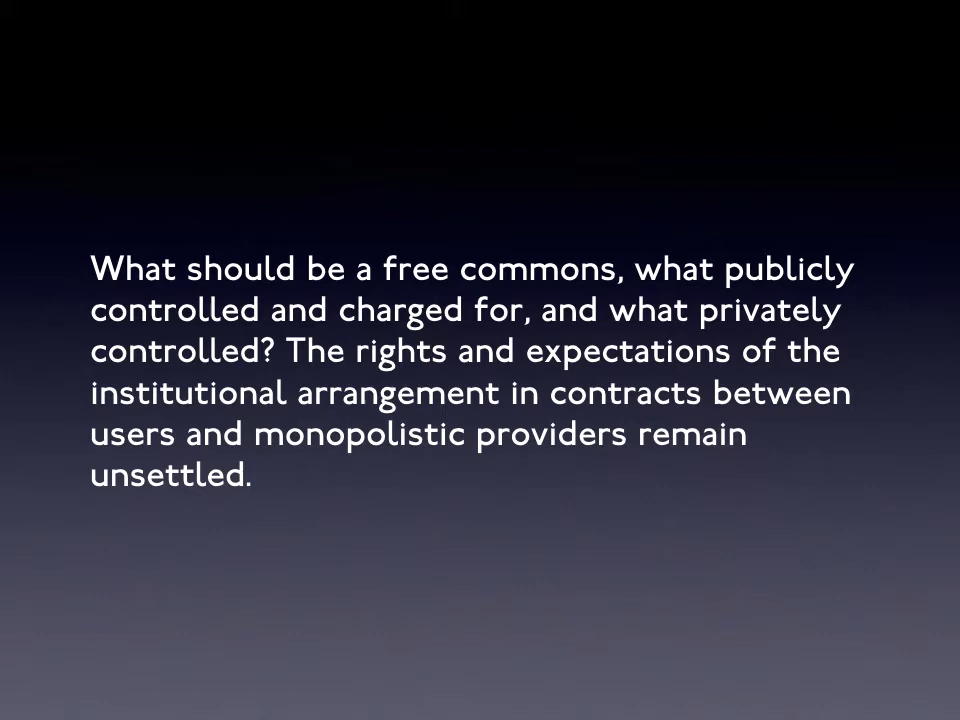 What should be a free commons, what publicly
controlled and charged for, and what privately
controlled? The rights and expectations of the
institutional arrangement in contracts between
users and monopolistic providers remain
unsettled.